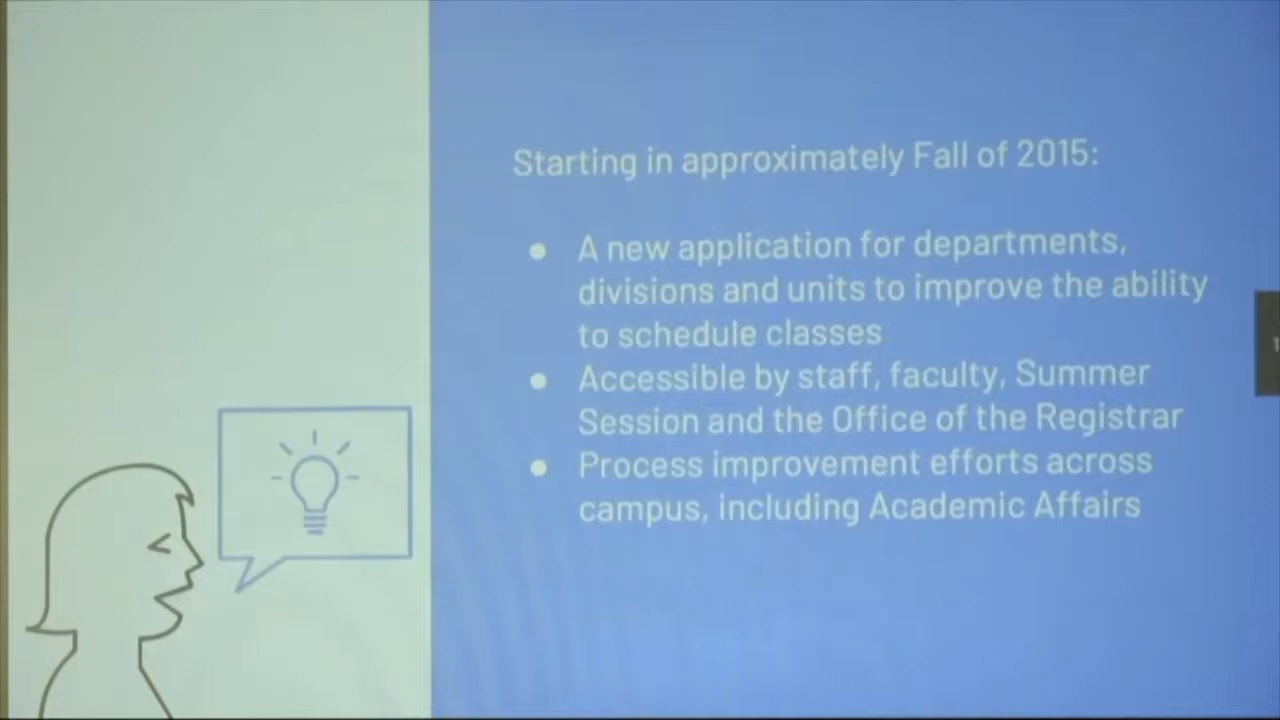 Starting in approximately Fall of 2015:
● A new application for departments,
divisions and units to improve the ability
to schedule classes
● Accessible by staff, faculty, Summer
Session and the Office of the Registrar
● Process improvement efforts across
campus, including Academic Affairs